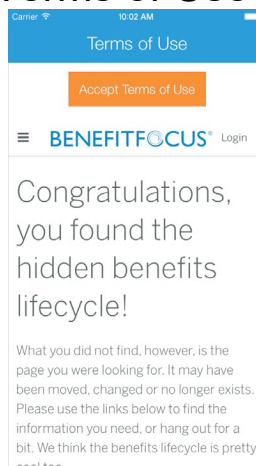 Terms of Use
Carrier 10:02 AM
Terms of Use
Accept Terms of Use
BENEFITFOCUS® Login
Congratulations,
you found the
hidden benefits
lifecycle!
What you did not find, however, is the
page you were looking for. It may have
been moved, changed or no longer exists.
Please use the links below to find the
information you need, or hang out for a
bit. We think the benefits lifecycle is pretty
cool too.